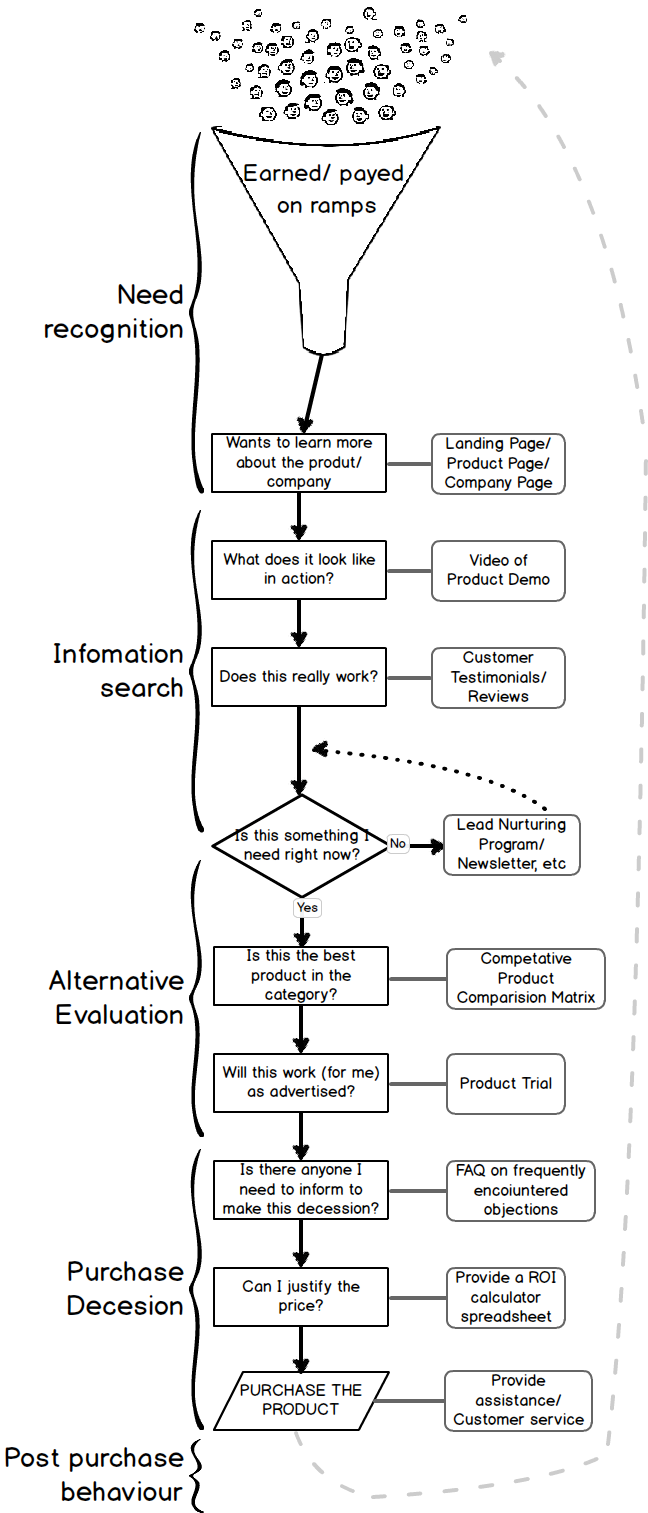 Earned/ payed
on ramps
Need
recognition
Wants to learn more
about the produt/
company
Landing Page/
Product Page/
Company Page
What does it look like
in action?
Video of
Product Demo
Infomation
search
Does this really work?
Customer
Testimonials/
Reviews
Is this something I
need right now?
No
Lead Nurturing
Program/
Newsletter, etc
Yes
Alternative
Evaluation
Is this the best
product in the
category?
Competative
Product
Comparision Matrix
Will this work (for me)
as advertised?
Product Trial
Is there anyone I
need to inform to
make this decession?
FAQ on frequently
encoiuntered
objections
Purchase
Decesion
Can I justify the
price?
Provide a ROI
calculator
spreadsheet
PURCHASE THE
PRODUCT
Provide
assistance/
Customer service
Post purchase
behaviour